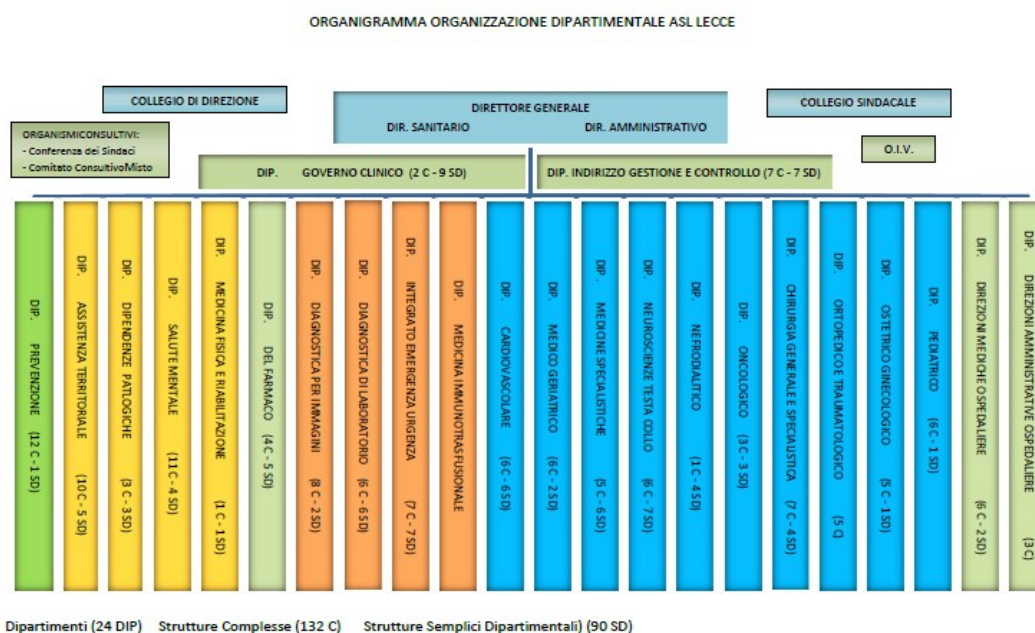 ORGANIGRAMMA ORGANIZZAZIONE DIPARTIMENTALE ASL LECCE
COLLEGIO DI DIREZIONE
DIRETTORE GENERALE
DIR. SANITARIO DIR. AMMINISTRATIVO
COLLEGIO SINDACALE
ORGANISMICONSULTIVI:
- Conferenza dei Sindaci
- Comitato ConsultivoMisto
O.I.V.
DIP. GOVERNO CLINICO (2 C - 9 SD)
DIP. INDIRIZZO GESTIONE E CONTROLLO (7 C - 7 SD)
DIP. PREVENZIONE (12 C - 1 SD)
DIP. ASSISTENZA TERRITORIALE (10 C - 5 SD)
DIP. DIPENDENZE PATLOGICHE (3 C - 3 SD)
DIP. SALUTE MENTALE (11 C - 4 SD)
DIP. MEDICINA FISICA E RIABILITAZIONE (1 C - 1 SD)
DIP. DEL FARMACO (4 C - 5 SD)
DIP. DIAGNOSTICA PER IMMAGINI (8 C - 2 SD)
DIP. DIAGNOSTICA DI LABORATORIO (6 C - 6 SD)
DIP. INTEGRATO EMERGENZA URGENZA (7 C - 7 SD)
DIP. MEDICINA IMMUNOTRASFUSIONALE
DIP. CARDIOVASCOLARE (6 C - 6 SD)
DIP. MEDICO GERIATRICO (6 C - 2 SD)
DIP. MEDICINE SPECIALISTICHE (5 C - 6 SD)
DIP. NEUROSCIENZE TESTA COLLO (6 C - 7 SD)
DIP. NEFRODIALITICO (1 C - 4 SD)
DIP. ONCOLOGICO (3 C - 3 SD)
DIP. CHIRURGIA GENERALE E SPECIALISTICA (7 C - 4 SD)
DIP. ORTOPEDICO E TRAUMATOLOGICO (5 C)
DIP. OSTETRICO GINECOLOGICO (5 C - 1 SD)
DIP. PEDIATRICO (6 C - 1 SD)
DIP. DIREZIONI MEDICHE OSPEDALIERE (6 C - 2 SD)
DIP. DIREZIONI AMMINISTRATIVE OSPEDALIERE (3 C)
Dipartimenti (24 DIP) Strutture Complesse (132 C) Strutture Semplici Dipartimentali) (90 SD)